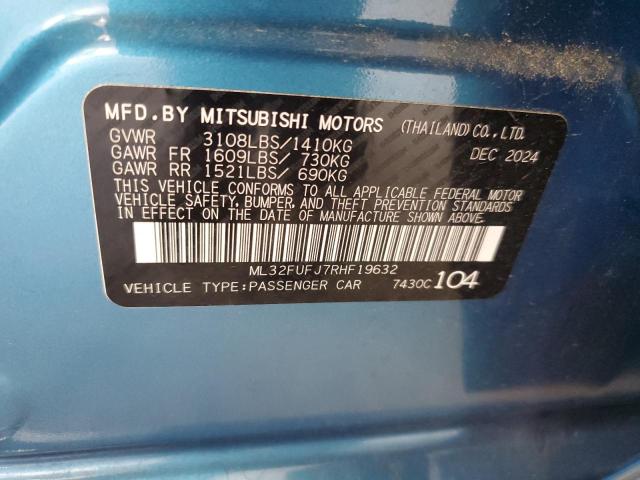 MFD. BY MITSUBISHI MOTORS (THAILAND) CO., LTD.
GVWR 3108LBS/1410KG DEC 2024
GAWR FR 1609LBS/ 730KG
GAWR RR 1521LBS/ 690KG
THIS VEHICLE CONFORMS TO ALL APPLICABLE FEDERAL MOTOR
VEHICLE SAFETY, BUMPER, AND THEFT PREVENTION STANDARDS
IN EFFECT ON THE DATE OF MANUFACTURE SHOWN ABOVE.
ML32FUFJ7RHF19632
VEHICLE TYPE:PASSENGER CAR 7430C 104